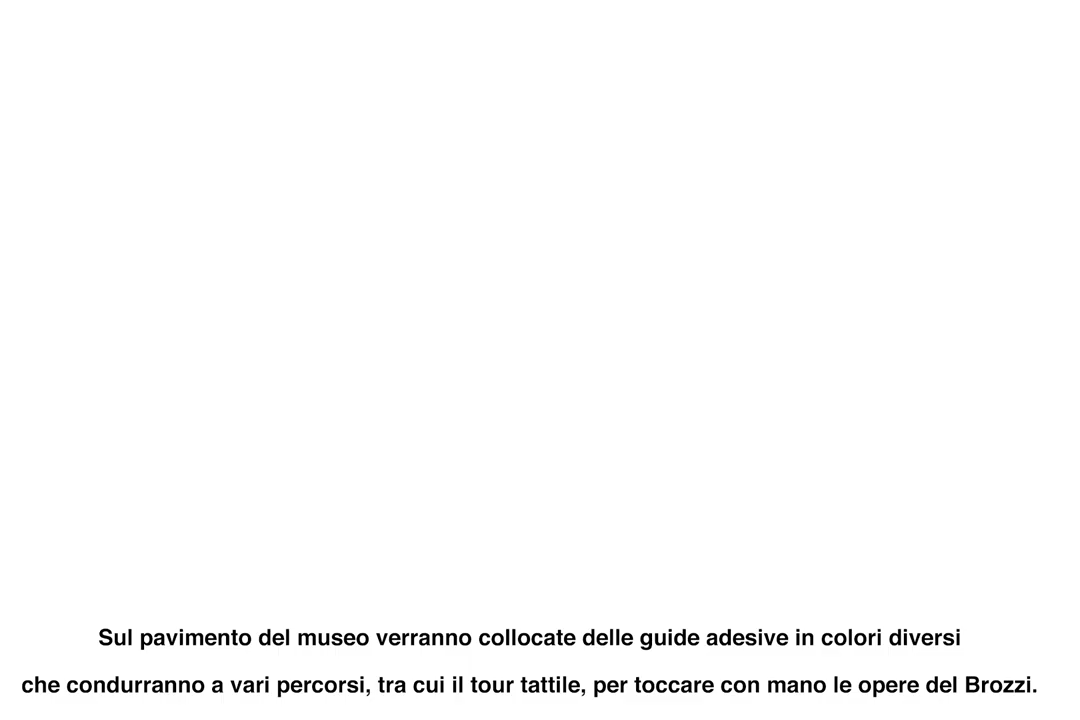 Sul pavimento del museo verranno collocate delle guide adesive in colori diversi
che condurranno a vari percorsi, tra cui il tour tattile, per toccare con mano le opere del Brozzi.